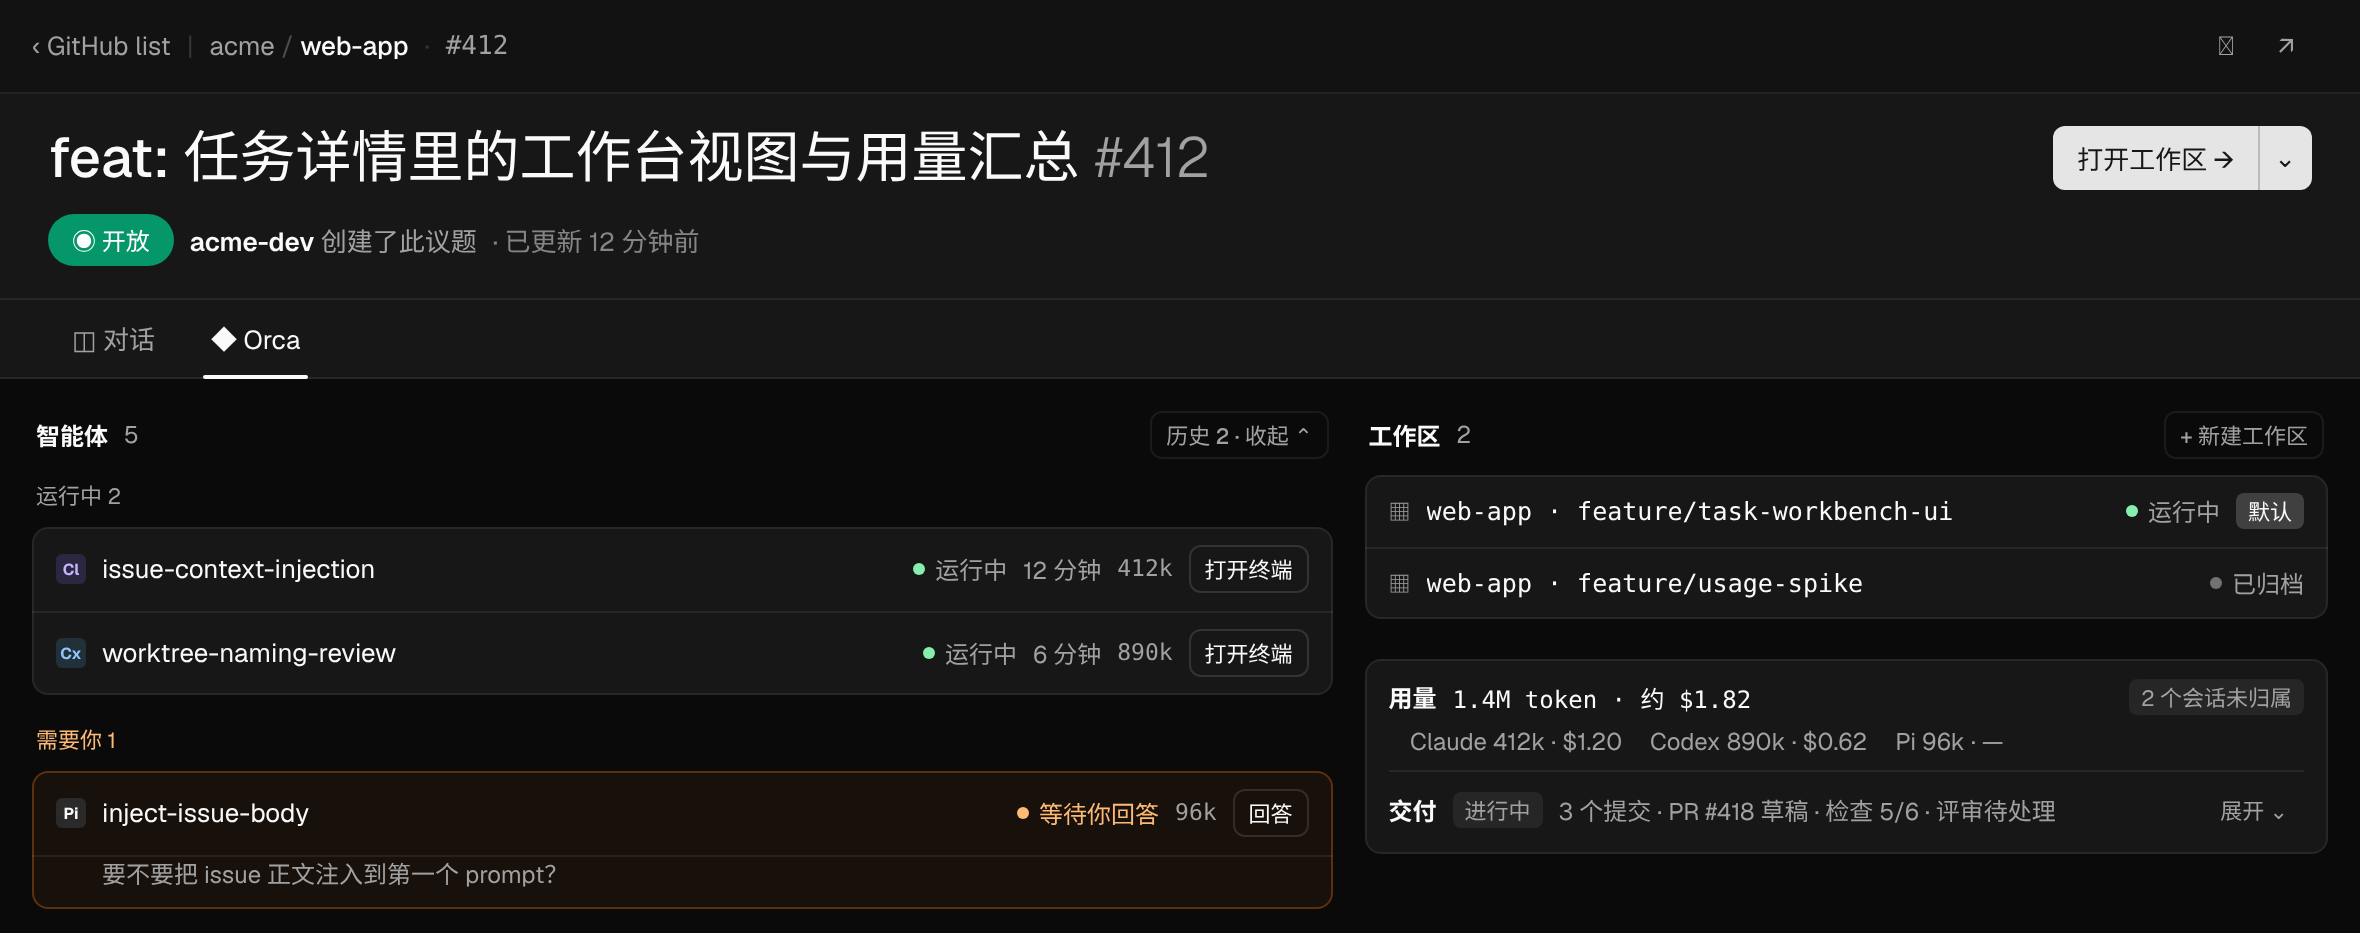 ‹ GitHub list | acme / web-app · #412
feat: 任务详情里的工作台视图与用量汇总 #412
打开工作区 →
开放 acme-dev 创建了此议题 · 已更新 12 分钟前
对话
Orca
智能体 5
历史 2 · 收起
运行中 2
Cl issue-context-injection 运行中 12 分钟 412k 打开终端
Cx worktree-naming-review 运行中 6 分钟 890k 打开终端
需要你 1
Pi inject-issue-body 等待你回答 96k 回答
要不要把 issue 正文注入到第一个 prompt?
工作区 2
+ 新建工作区
web-app · feature/task-workbench-ui 运行中 默认
web-app · feature/usage-spike 已归档
用量 1.4M token · 约 $1.82 2 个会话未归属
Claude 412k · $1.20 Codex 890k · $0.62 Pi 96k · —
交付 进行中 3 个提交 · PR #418 草稿 · 检查 5/6 · 评审待处理 展开